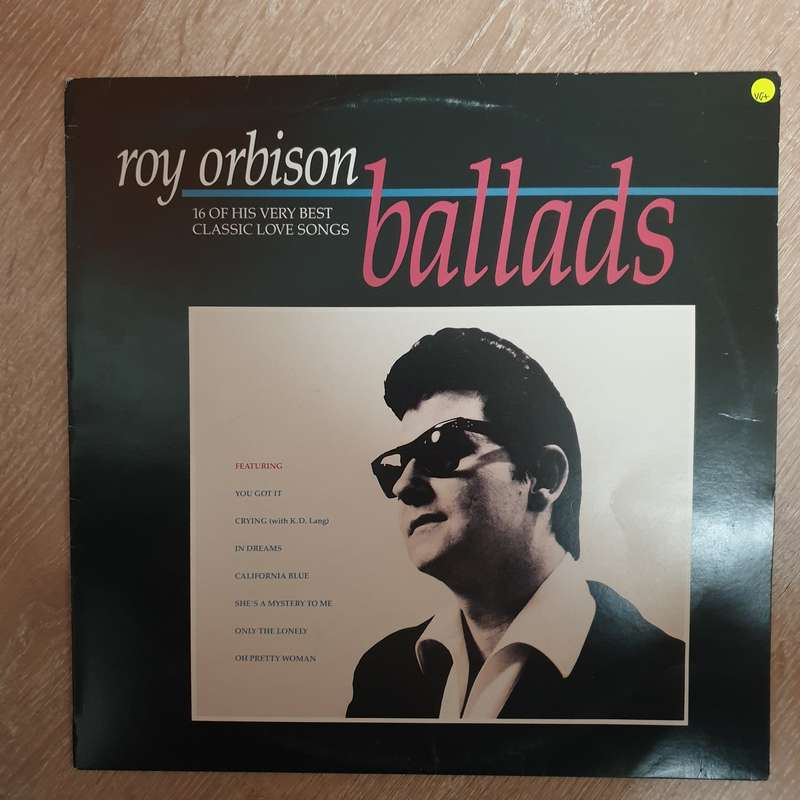 VG+
roy orbison
ballads
16 OF HIS VERY BEST
CLASSIC LOVE SONGS
FEATURING
YOU GOT IT
CRYING (with K.D. Lang)
IN DREAMS
CALIFORNIA BLUE
SHE'S A MYSTERY TO ME
ONLY THE LONELY
OH PRETTY WOMAN